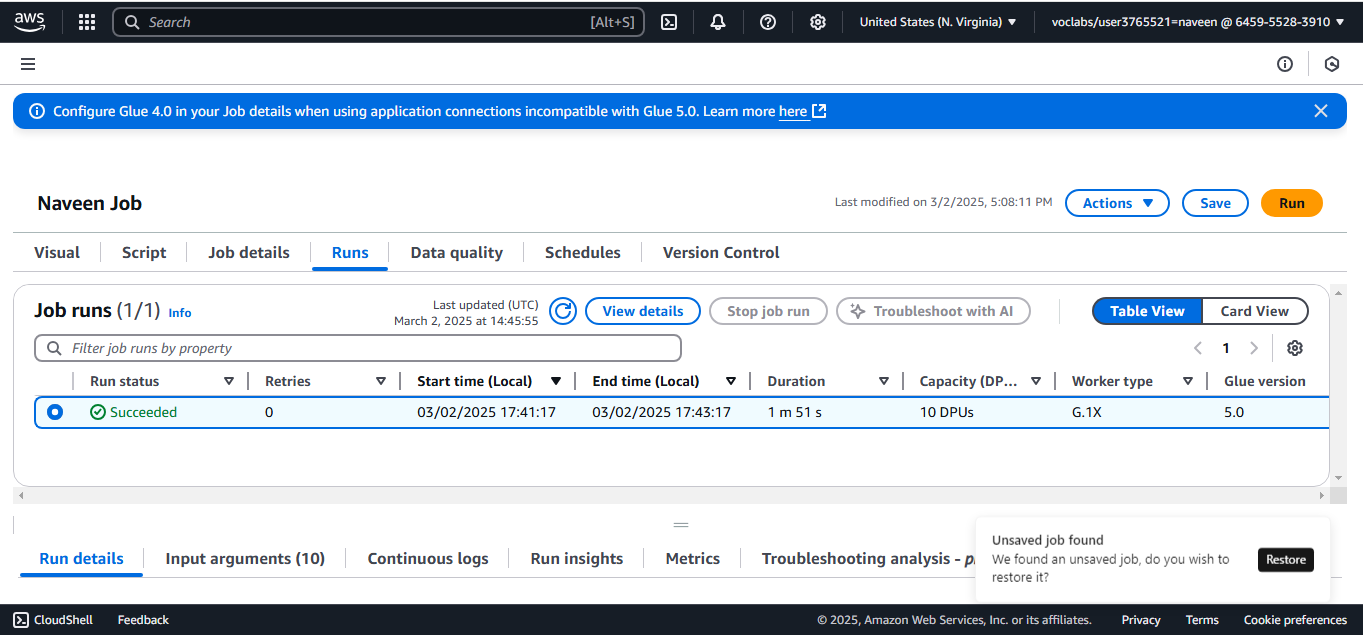 aws
Search [Alt+S]
United States (N. Virginia) voclabs/user3765521=naveen @ 6459-5528-3910
Configure Glue 4.0 in your Job details when using application connections incompatible with Glue 5.0. Learn more here
Naveen Job
Last modified on 3/2/2025, 5:08:11 PM Actions Save Run
Visual Script Job details Runs Data quality Schedules Version Control
Job runs (1/1) Info
Last updated (UTC)
March 2, 2025 at 14:45:55
View details Stop job run Troubleshoot with AI Table View Card View
Filter job runs by property
1
Run status Retries Start time (Local) End time (Local) Duration Capacity (DP... Worker type Glue version
Succeeded 0 03/02/2025 17:41:17 03/02/2025 17:43:17 1 m 51 s 10 DPUs G.1X 5.0
Run details Input arguments (10) Continuous logs Run insights Metrics Troubleshooting analysis -
Unsaved job found
We found an unsaved job, do you wish to
restore it?
Restore
CloudShell Feedback © 2025, Amazon Web Services, Inc. or its affiliates. Privacy Terms Cookie preferences